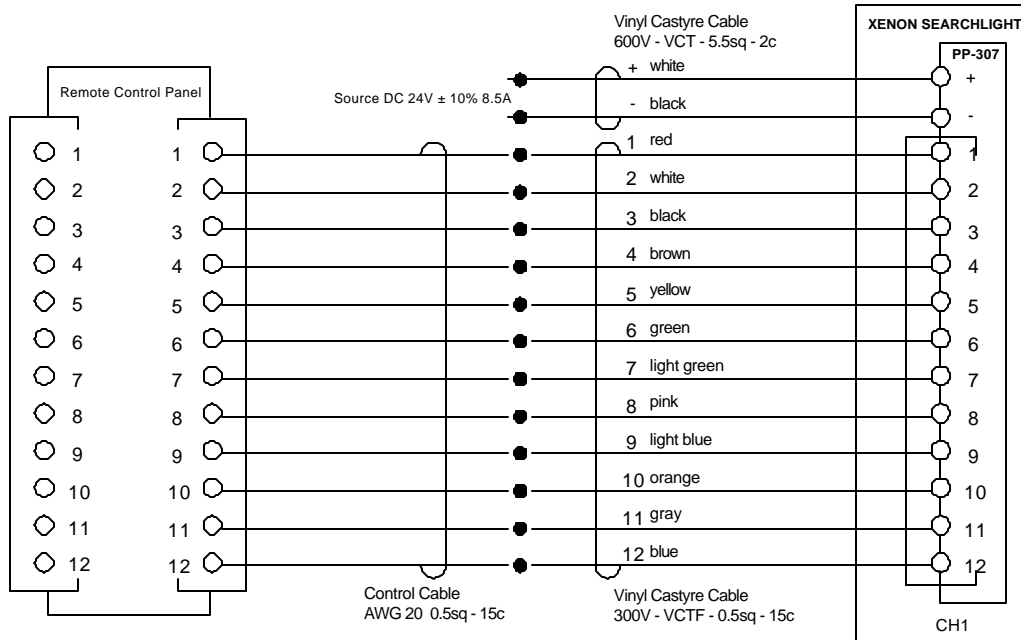 Vinyl Castyre Cable
600V - VCT - 5.5sq - 2c
XENON SEARCHLIGHT
PP-307
Remote Control Panel
Source DC 24V ± 10% 8.5A
+ white +
- black -
1 1 1 red 1
2 2 2 white 2
3 3 3 black 3
4 4 4 brown 4
5 5 5 yellow 5
6 6 6 green 6
7 7 7 light green 7
8 8 8 pink 8
9 9 9 light blue 9
10 10 10 orange 10
11 11 11 gray 11
12 12 12 blue 12
Control Cable
AWG 20 0.5sq - 15c
Vinyl Castyre Cable
300V - VCTF - 0.5sq - 15c
CH1